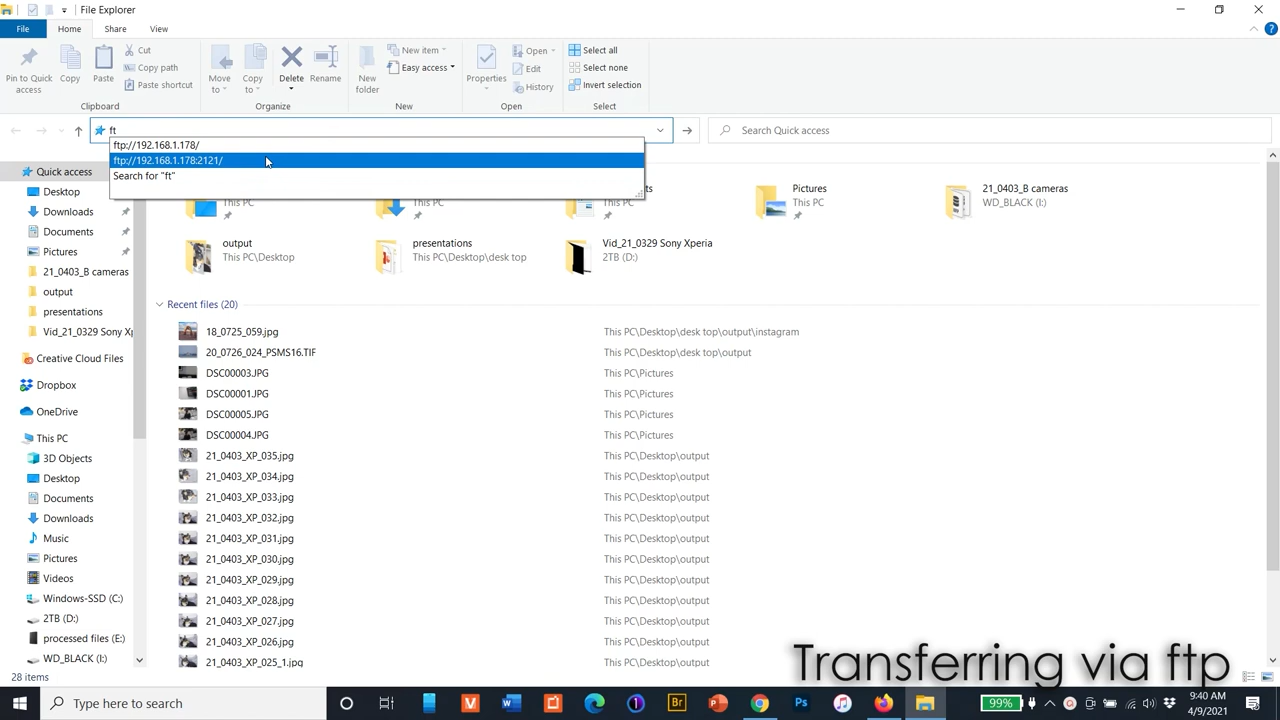 File Explorer
File Home Share View
Pin to Quick access
Copy
Paste
Cut
Copy path
Paste shortcut
Clipboard
Move to
Copy to
Delete
Rename
Organize
New folder
New item
Easy access
New
Properties
Open
Edit
History
Open
Select all
Select none
Invert selection
Select
ft
Search Quick access
ftp://192.168.1.178/
ftp://192.168.1.178:2121/
Search for "ft"
Quick access
Desktop
Downloads
Documents
Pictures
21_0403_B cameras
output
presentations
Vid_21_0329 Sony Xp
Creative Cloud Files
Dropbox
OneDrive
This PC
3D Objects
Desktop
Documents
Downloads
Music
Pictures
Videos
Windows-SSD (C:)
2TB (D:)
processed files (E:)
WD_BLACK (I:)
This PC
This PC
ts
This PC
Pictures
This PC
21_0403_B cameras
WD_BLACK (I:)
output
This PC\Desktop
presentations
This PC\Desktop\desk top
Vid_21_0329 Sony Xperia
2TB (D:)
Recent files (20)
18_0725_059.jpg This PC\Desktop\desk top\output\instagram
20_0726_024_PSMS16.TIF This PC\Desktop\desk top\output
DSC00003.JPG This PC\Pictures
DSC00001.JPG This PC\Pictures
DSC00005.JPG This PC\Pictures
DSC00004.JPG This PC\Pictures
21_0403_XP_035.jpg This PC\Desktop\output
21_0403_XP_034.jpg This PC\Desktop\output
21_0403_XP_033.jpg This PC\Desktop\output
21_0403_XP_032.jpg This PC\Desktop\output
21_0403_XP_031.jpg This PC\Desktop\output
21_0403_XP_030.jpg This PC\Desktop\output
21_0403_XP_029.jpg This PC\Desktop\output
21_0403_XP_028.jpg This PC\Desktop\output
21_0403_XP_027.jpg This PC\Desktop\output
21_0403_XP_026.jpg This PC\Desktop\output
21_0403_XP_025_1.jpg This PC\Desktop\output
Transferring via ftp
28 items
Type here to search
Br
Ps
99%
9:40 AM
4/9/2021